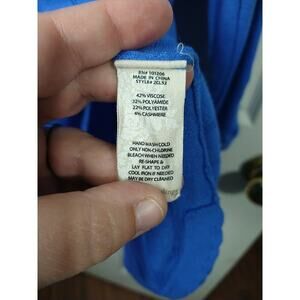 RN# 101206
MADE IN CHINA
42% VISCOSE
32% POLYAMIDE
22% POLYESTER
4% CASHMERE
HAND WASH COLD
ONLY NON-CHLORINE
BLEACH WHEN NEEDED
RE-SHAPE &
LAY FLAT TO DRY
COOL IRON IF NEEDED
MAY BE DRY CLEANED